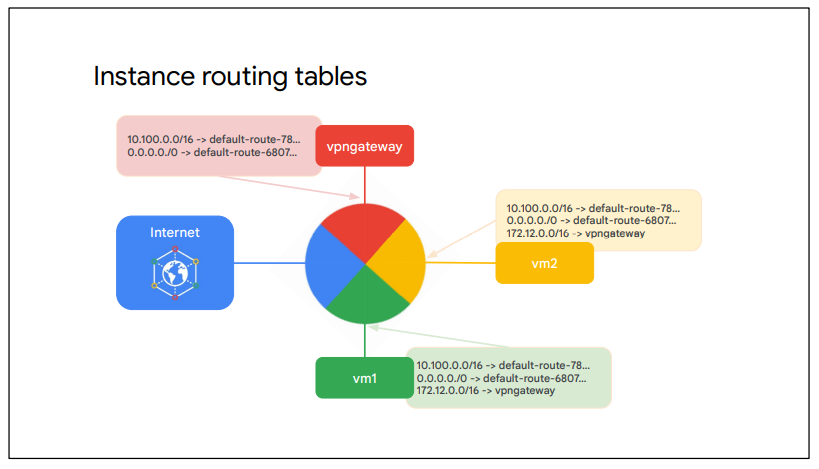 Instance routing tables
10.100.0.0/16 -> default-route-78...
0.0.0.0./0 -> default-route-6807...
vpngateway
10.100.0.0/16 -> default-route-78...
0.0.0.0./0 -> default-route-6807...
172.12.0.0/16 -> vpngateway
Internet
vm2
vm1
10.100.0.0/16 -> default-route-78...
0.0.0.0./0 -> default-route-6807...
172.12.0.0/16 -> vpngateway